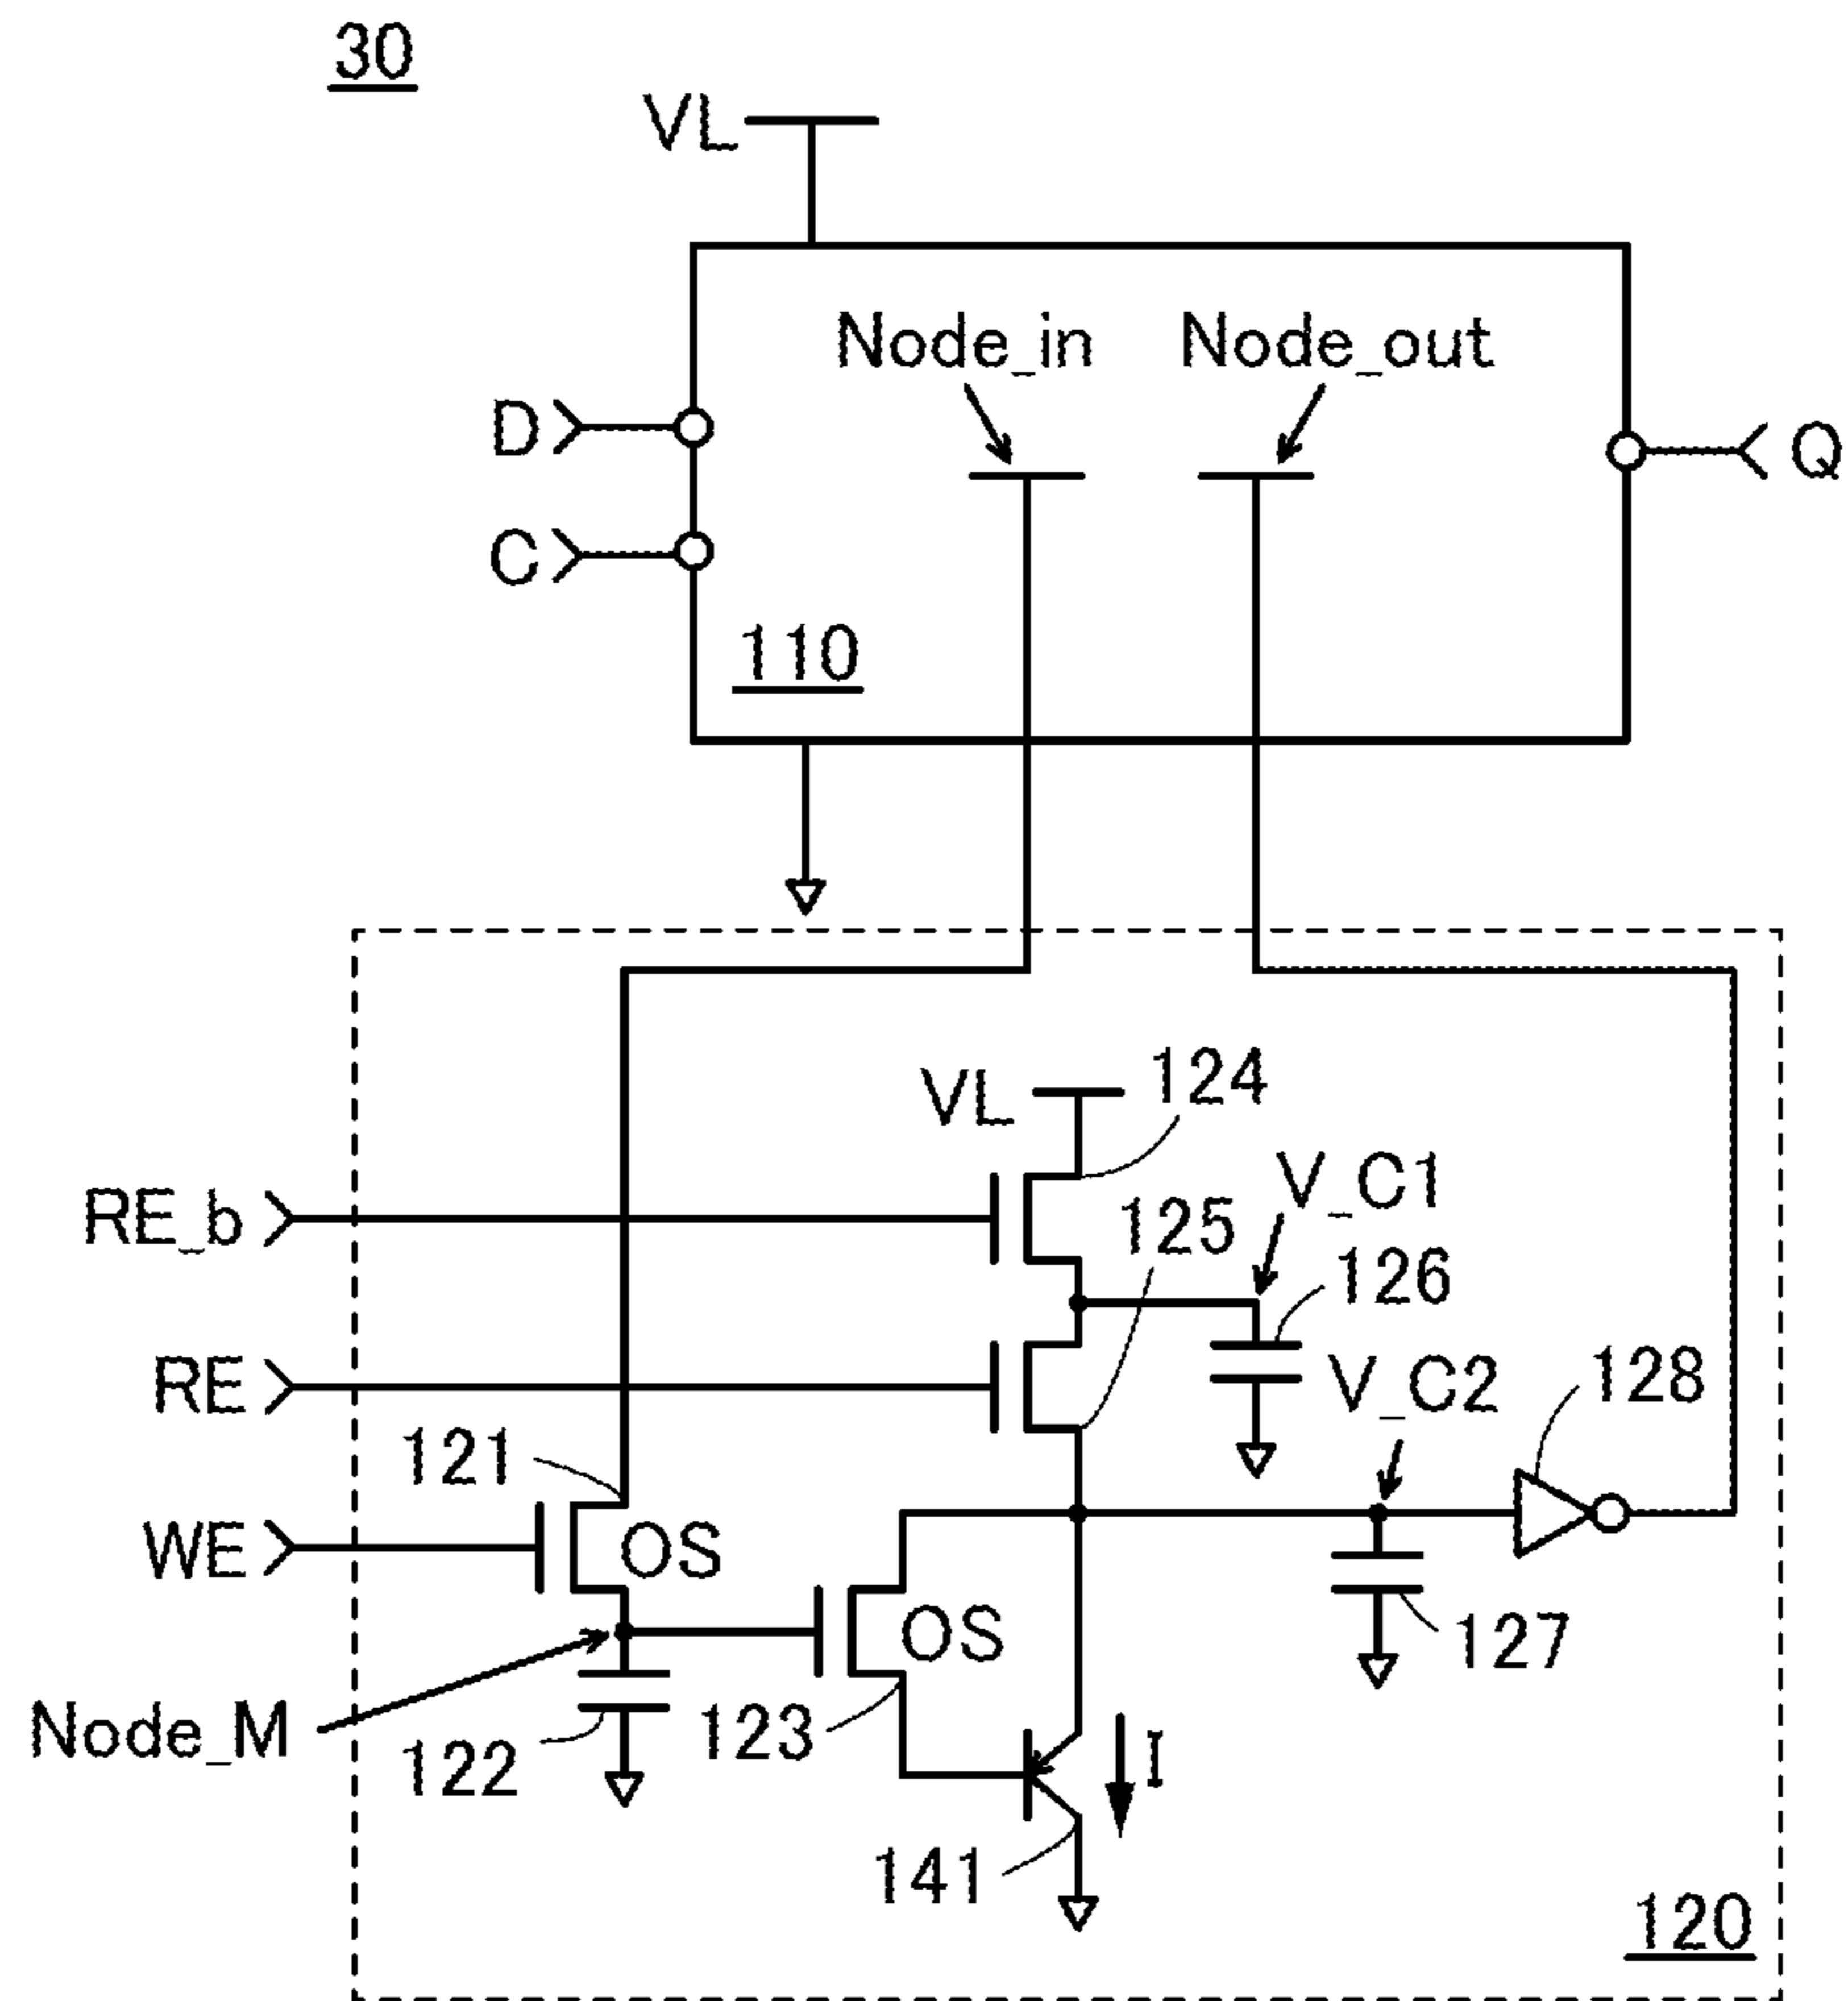 30
VL
Node_in Node_out
D
Q
C
110
VL
124
RE_b
125
V_C1
126
RE
V_C2
128
121
WE
OS
OS
127
Node_M
122
123
I
141
120